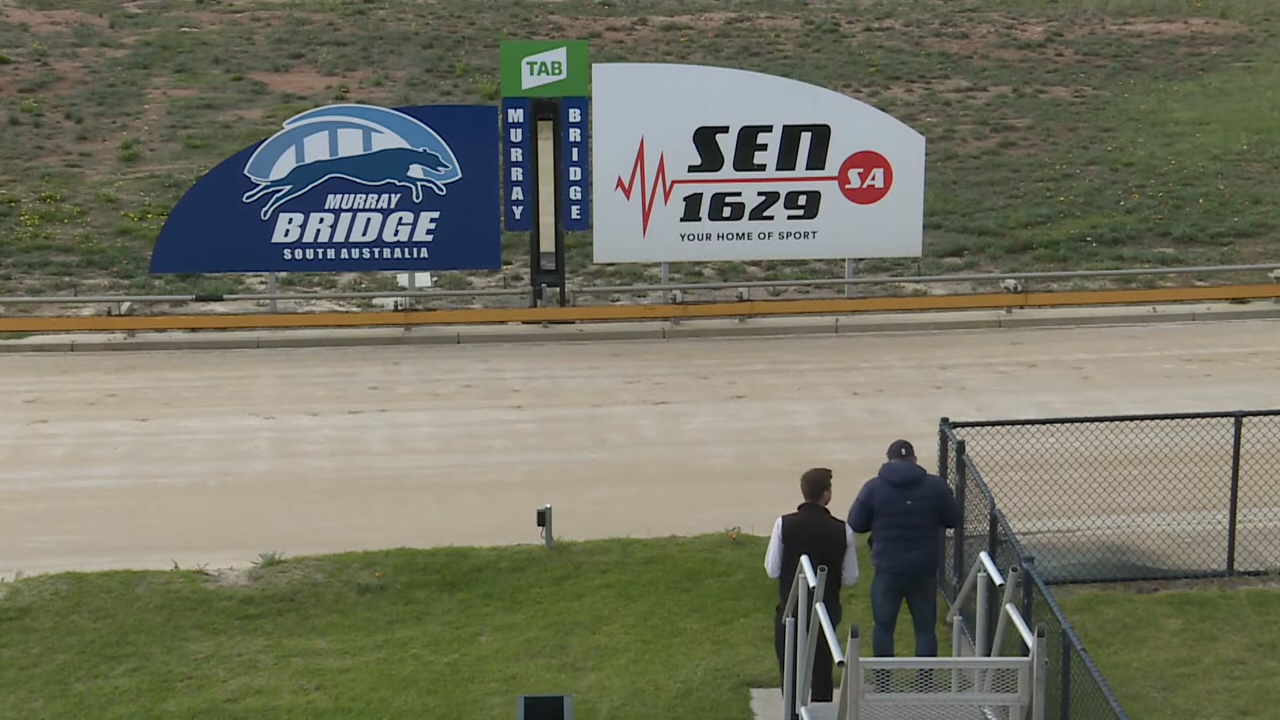 TAB
MURRAY
BRIDGE
MURRAY
BRIDGE
SOUTH AUSTRALIA
SEN
SA
1629
YOUR HOME OF SPORT